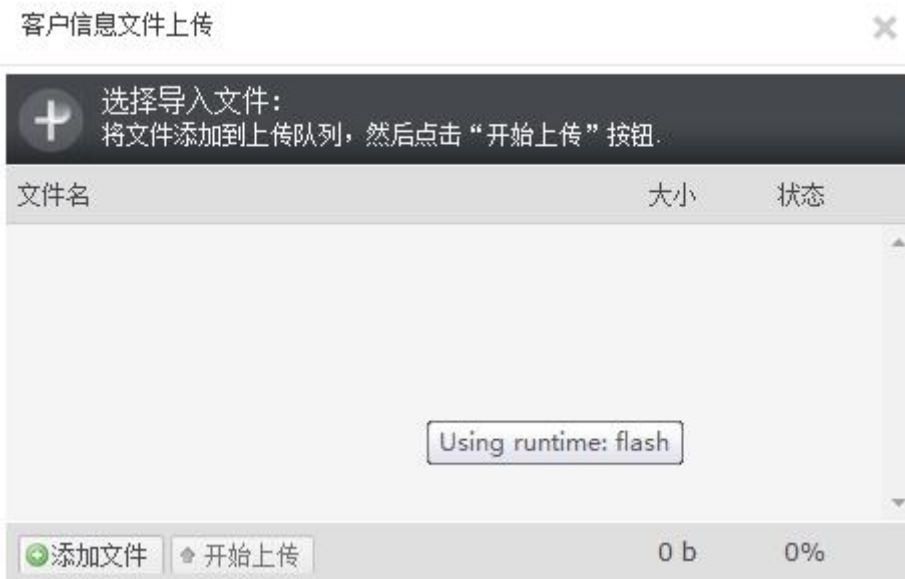 客户信息文件上传
选择导入文件：
将文件添加到上传队列，然后点击“开始上传”按钮.
文件名 大小 状态
Using runtime: flash
添加文件 开始上传 0 b 0%